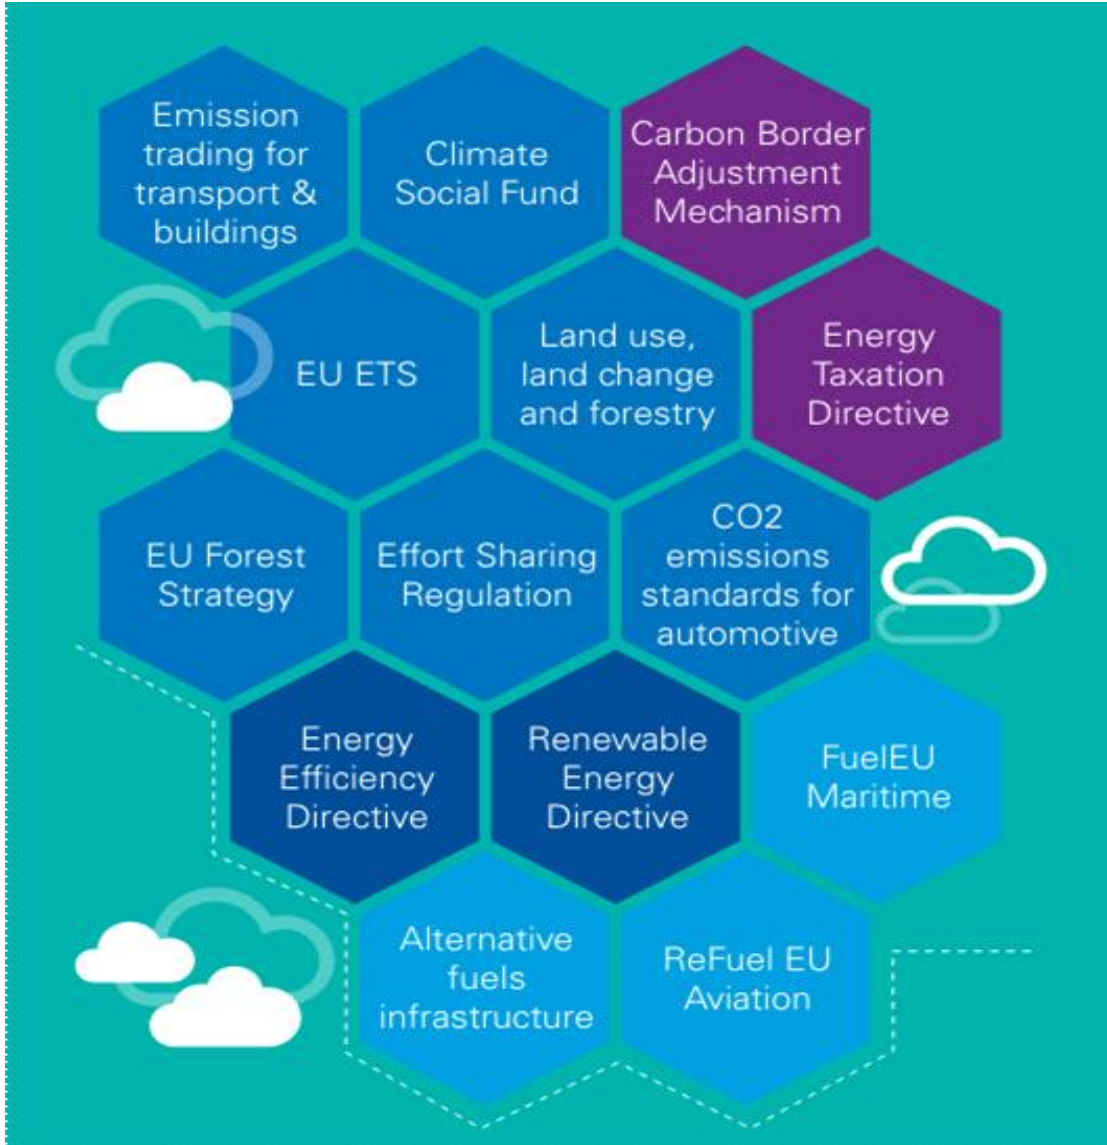 Emission
trading for
transport &
buildings
Climate
Social Fund
Carbon Border
Adjustment
Mechanism
EU ETS
Land use,
land change
and forestry
Energy
Taxation
Directive
EU Forest
Strategy
Effort Sharing
Regulation
CO2
emissions
standards for
automotive
Energy
Efficiency
Directive
Renewable
Energy
Directive
FuelEU
Maritime
Alternative
fuels
infrastructure
ReFuel EU
Aviation